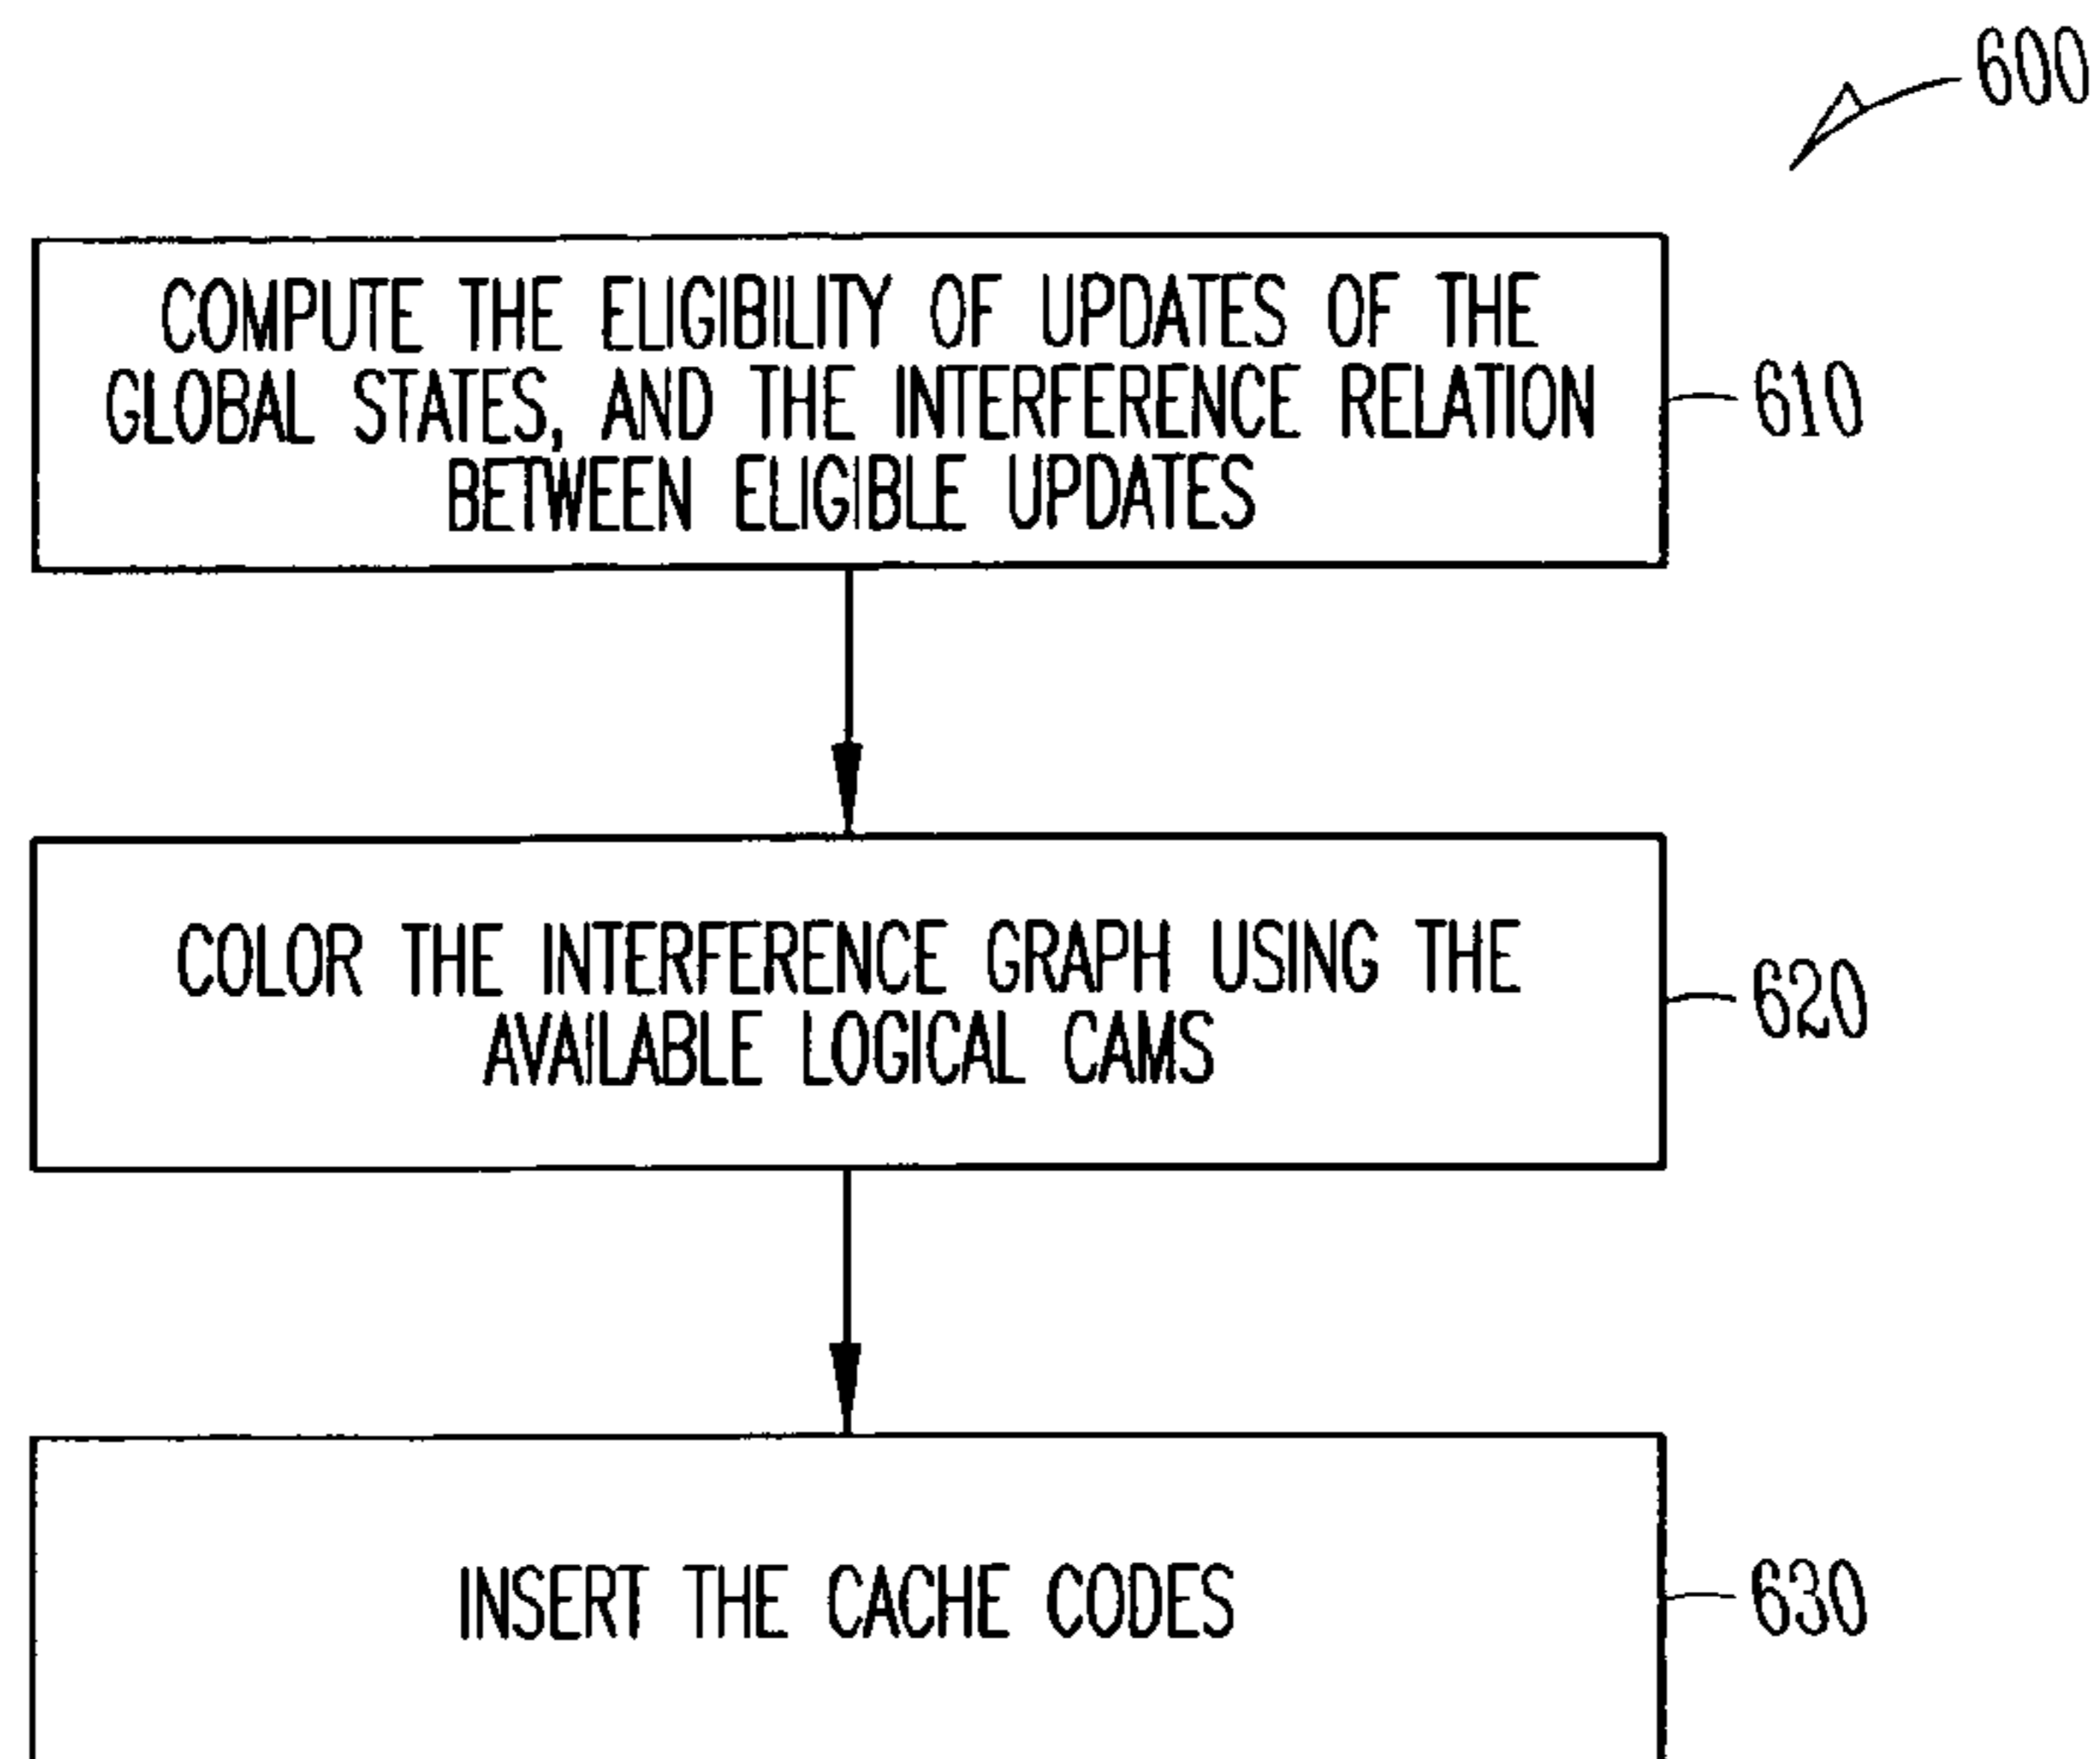 600
COMPUTE THE ELIGIBILITY OF UPDATES OF THE
GLOBAL STATES, AND THE INTERFERENCE RELATION
BETWEEN ELIGIBLE UPDATES
610
COLOR THE INTERFERENCE GRAPH USING THE
AVAILABLE LOGICAL CAMS
620
INSERT THE CACHE CODES
630